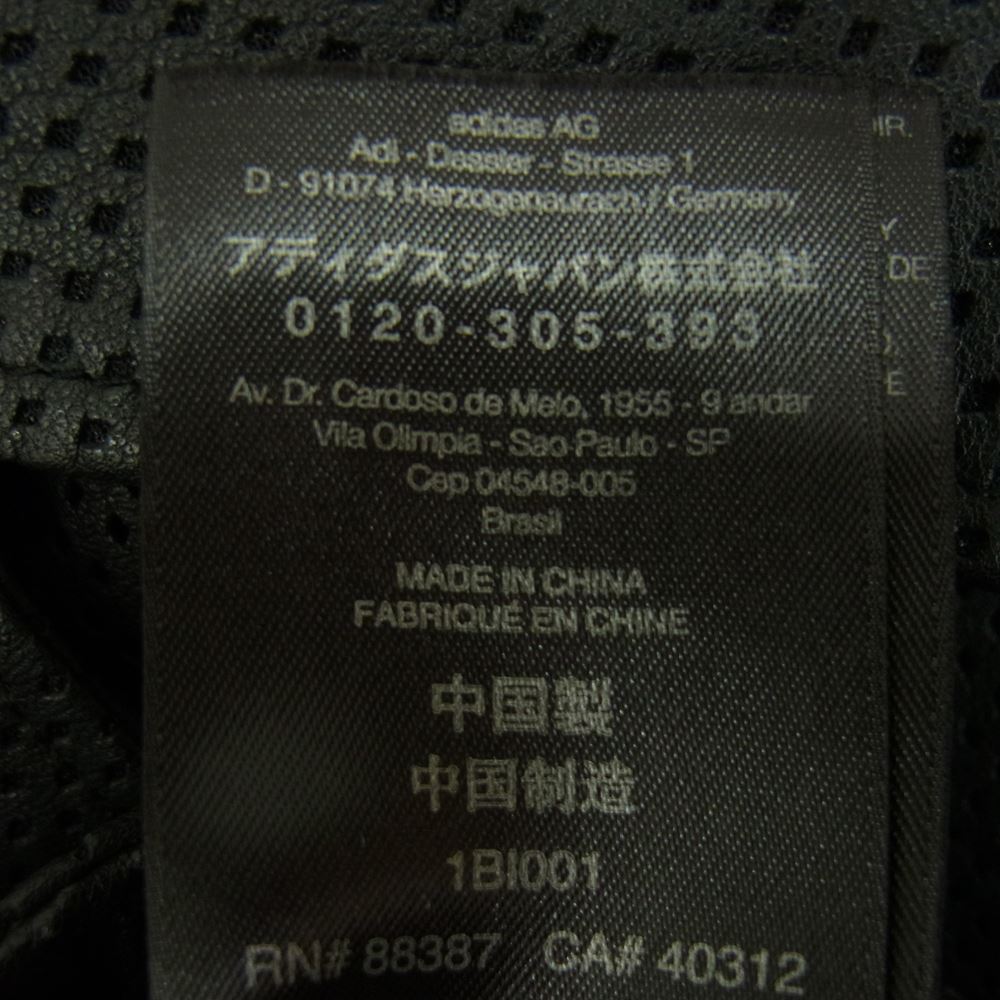 adidas AG
Adi - Dassler - Strasse 1
D - 91074 Herzogenaurach / Germany
アディダスジャパン株式会社
0120-305-393
Av. Dr. Cardoso de Melo, 1955 - 9 andar
Vila Olimpia - Sao Paulo - SP
Cep 04548-005
Brasil
MADE IN CHINA
FABRIQUÉ EN CHINE
中国製
中国制造
1BI001
RN# 88387 CA# 40312
DE
E